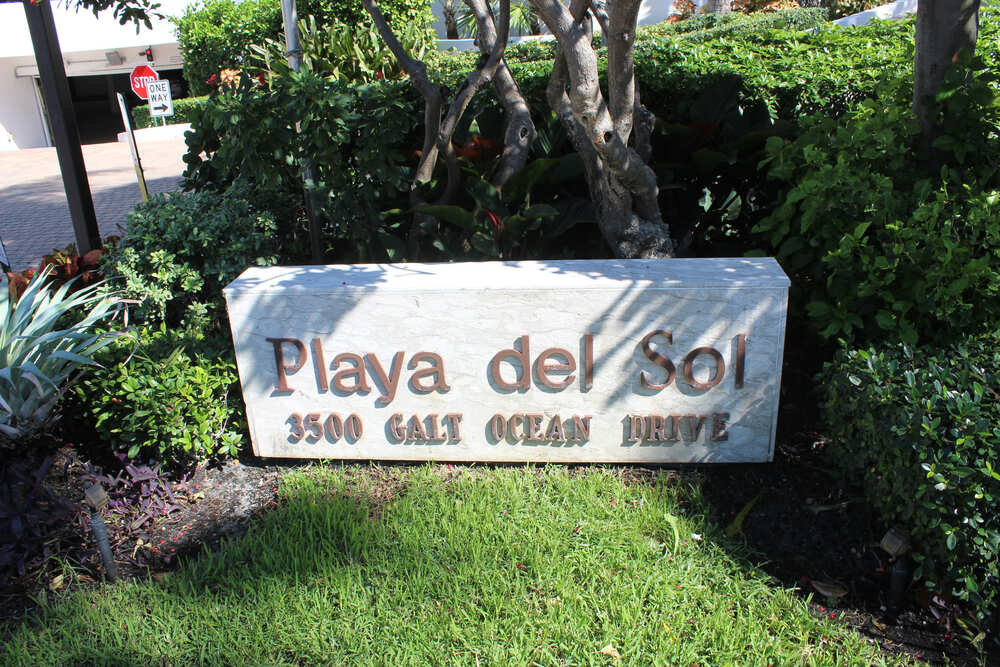 STOP
ONE
WAY
Playa del Sol
3500 GALT OCEAN DRIVE